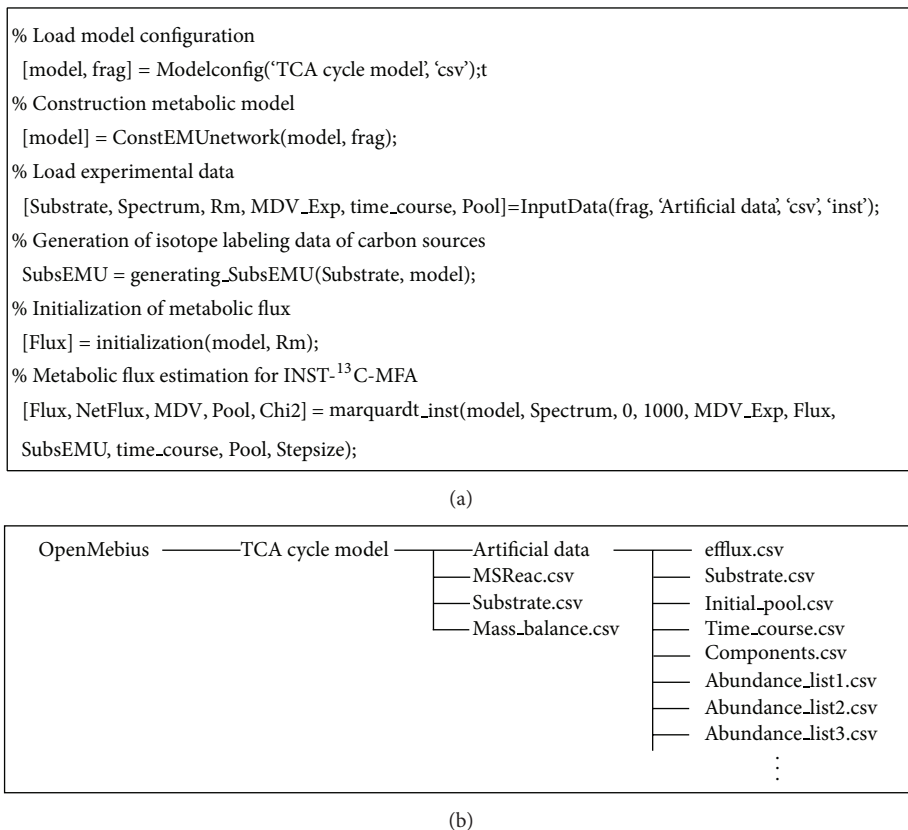 % Load model configuration
[model, frag] = Modelconfig(‘TCA cycle model’, ‘csv’);t
% Construction metabolic model
[model] = ConstEMUnetwork(model, frag);
% Load experimental data
[Substrate, Spectrum, Rm, MDV_Exp, time_course, Pool]=InputData(frag, ‘Artificial data’, ‘csv’, ‘inst’);
% Generation of isotope labeling data of carbon sources
SubsEMU = generating_SubsEMU(Substrate, model);
% Initialization of metabolic flux
[Flux] = initialization(model, Rm);
% Metabolic flux estimation for INST-¹³C-MFA
[Flux, NetFlux, MDV, Pool, Chi2] = marquardt_inst(model, Spectrum, 0, 1000, MDV_Exp, Flux,
SubsEMU, time_course, Pool, Stepsize);
(a)
OpenMebius TCA cycle model Artificial data efflux.csv
MSReac.csv Substrate.csv
Substrate.csv Initial_pool.csv
Mass_balance.csv Time_course.csv
Components.csv
Abundance_list1.csv
Abundance_list2.csv
Abundance_list3.csv
⋮
(b)